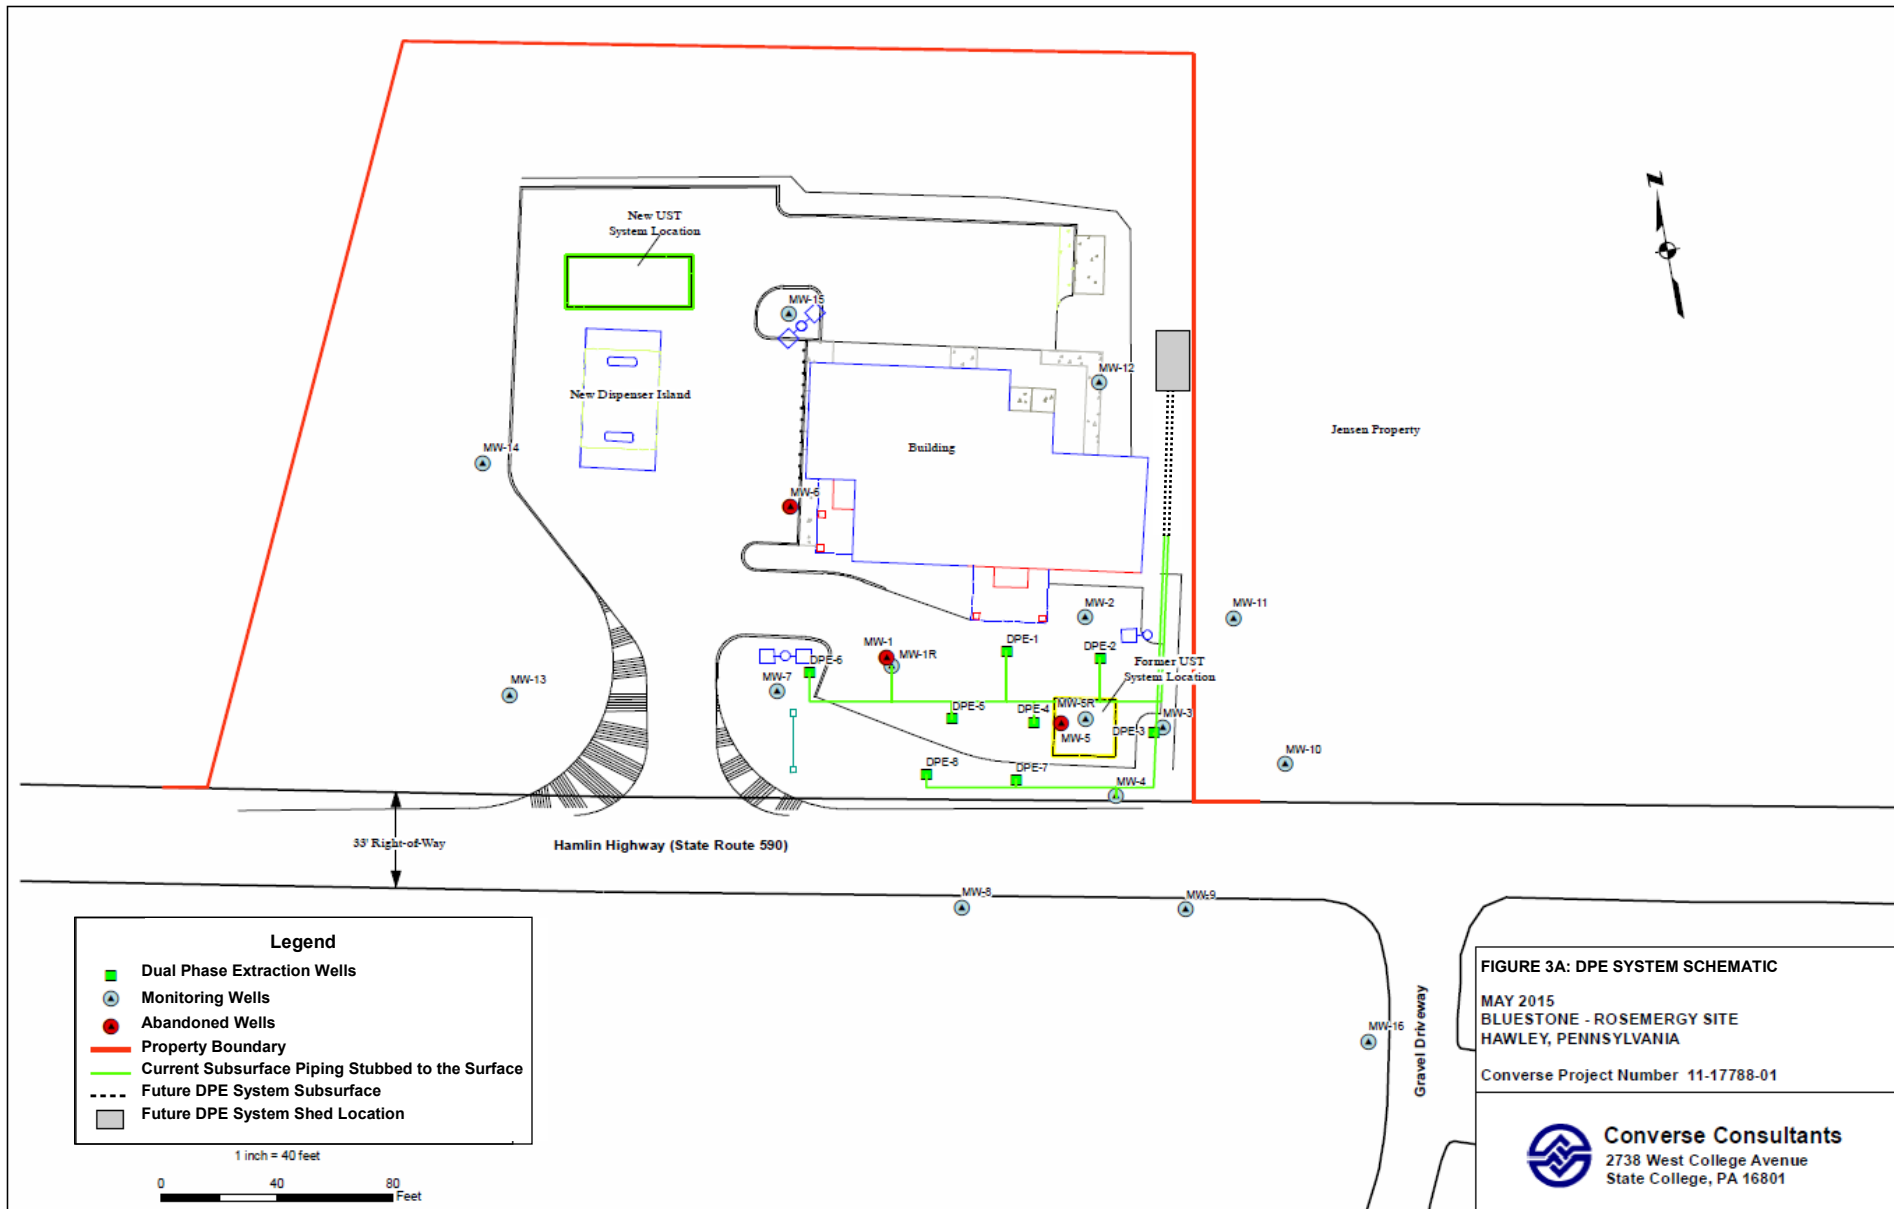 New UST
System Location
MW-15
MW-12
New Dispenser Island
Jensen Property
Building
MW-14
MW-6
MW-2
MW-11
MW-1
MW-1R
DPE-1
DPE-2
DPE-6
Former UST
System Location
MW-7
MW-13
DPE-5
DPE-4
MW-5R
MW-5
DPE-3
MW-3
MW-10
DPE-8
DPE-7
MW-4
33' Right-of-Way
Hamlin Highway (State Route 590)
MW-8
MW-9
MW-16
Gravel Driveway
N
Legend
Dual Phase Extraction Wells
Monitoring Wells
Abandoned Wells
Property Boundary
Current Subsurface Piping Stubbed to the Surface
Future DPE System Subsurface
Future DPE System Shed Location
1 inch = 40 feet
0 40 80
Feet
FIGURE 3A: DPE SYSTEM SCHEMATIC
MAY 2015
BLUESTONE - ROSEMERGY SITE
HAWLEY, PENNSYLVANIA
Converse Project Number 11-17788-01
Converse Consultants
2738 West College Avenue
State College, PA 16801